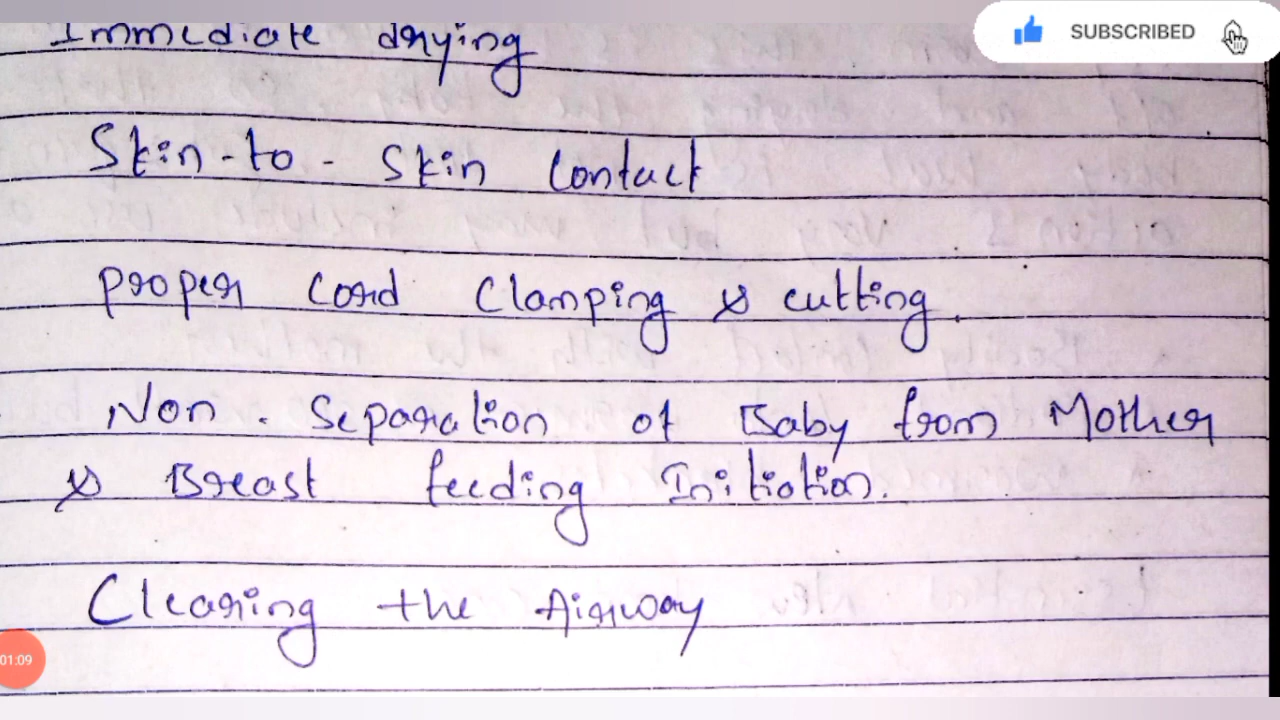 Immediate drying
SUBSCRIBED
Skin-to-Skin Contact
Proper Cord Clamping & cutting.
Non-Separation of Baby from Mother
& Breast feeding Initiation.
Clearing the Airway
01:09